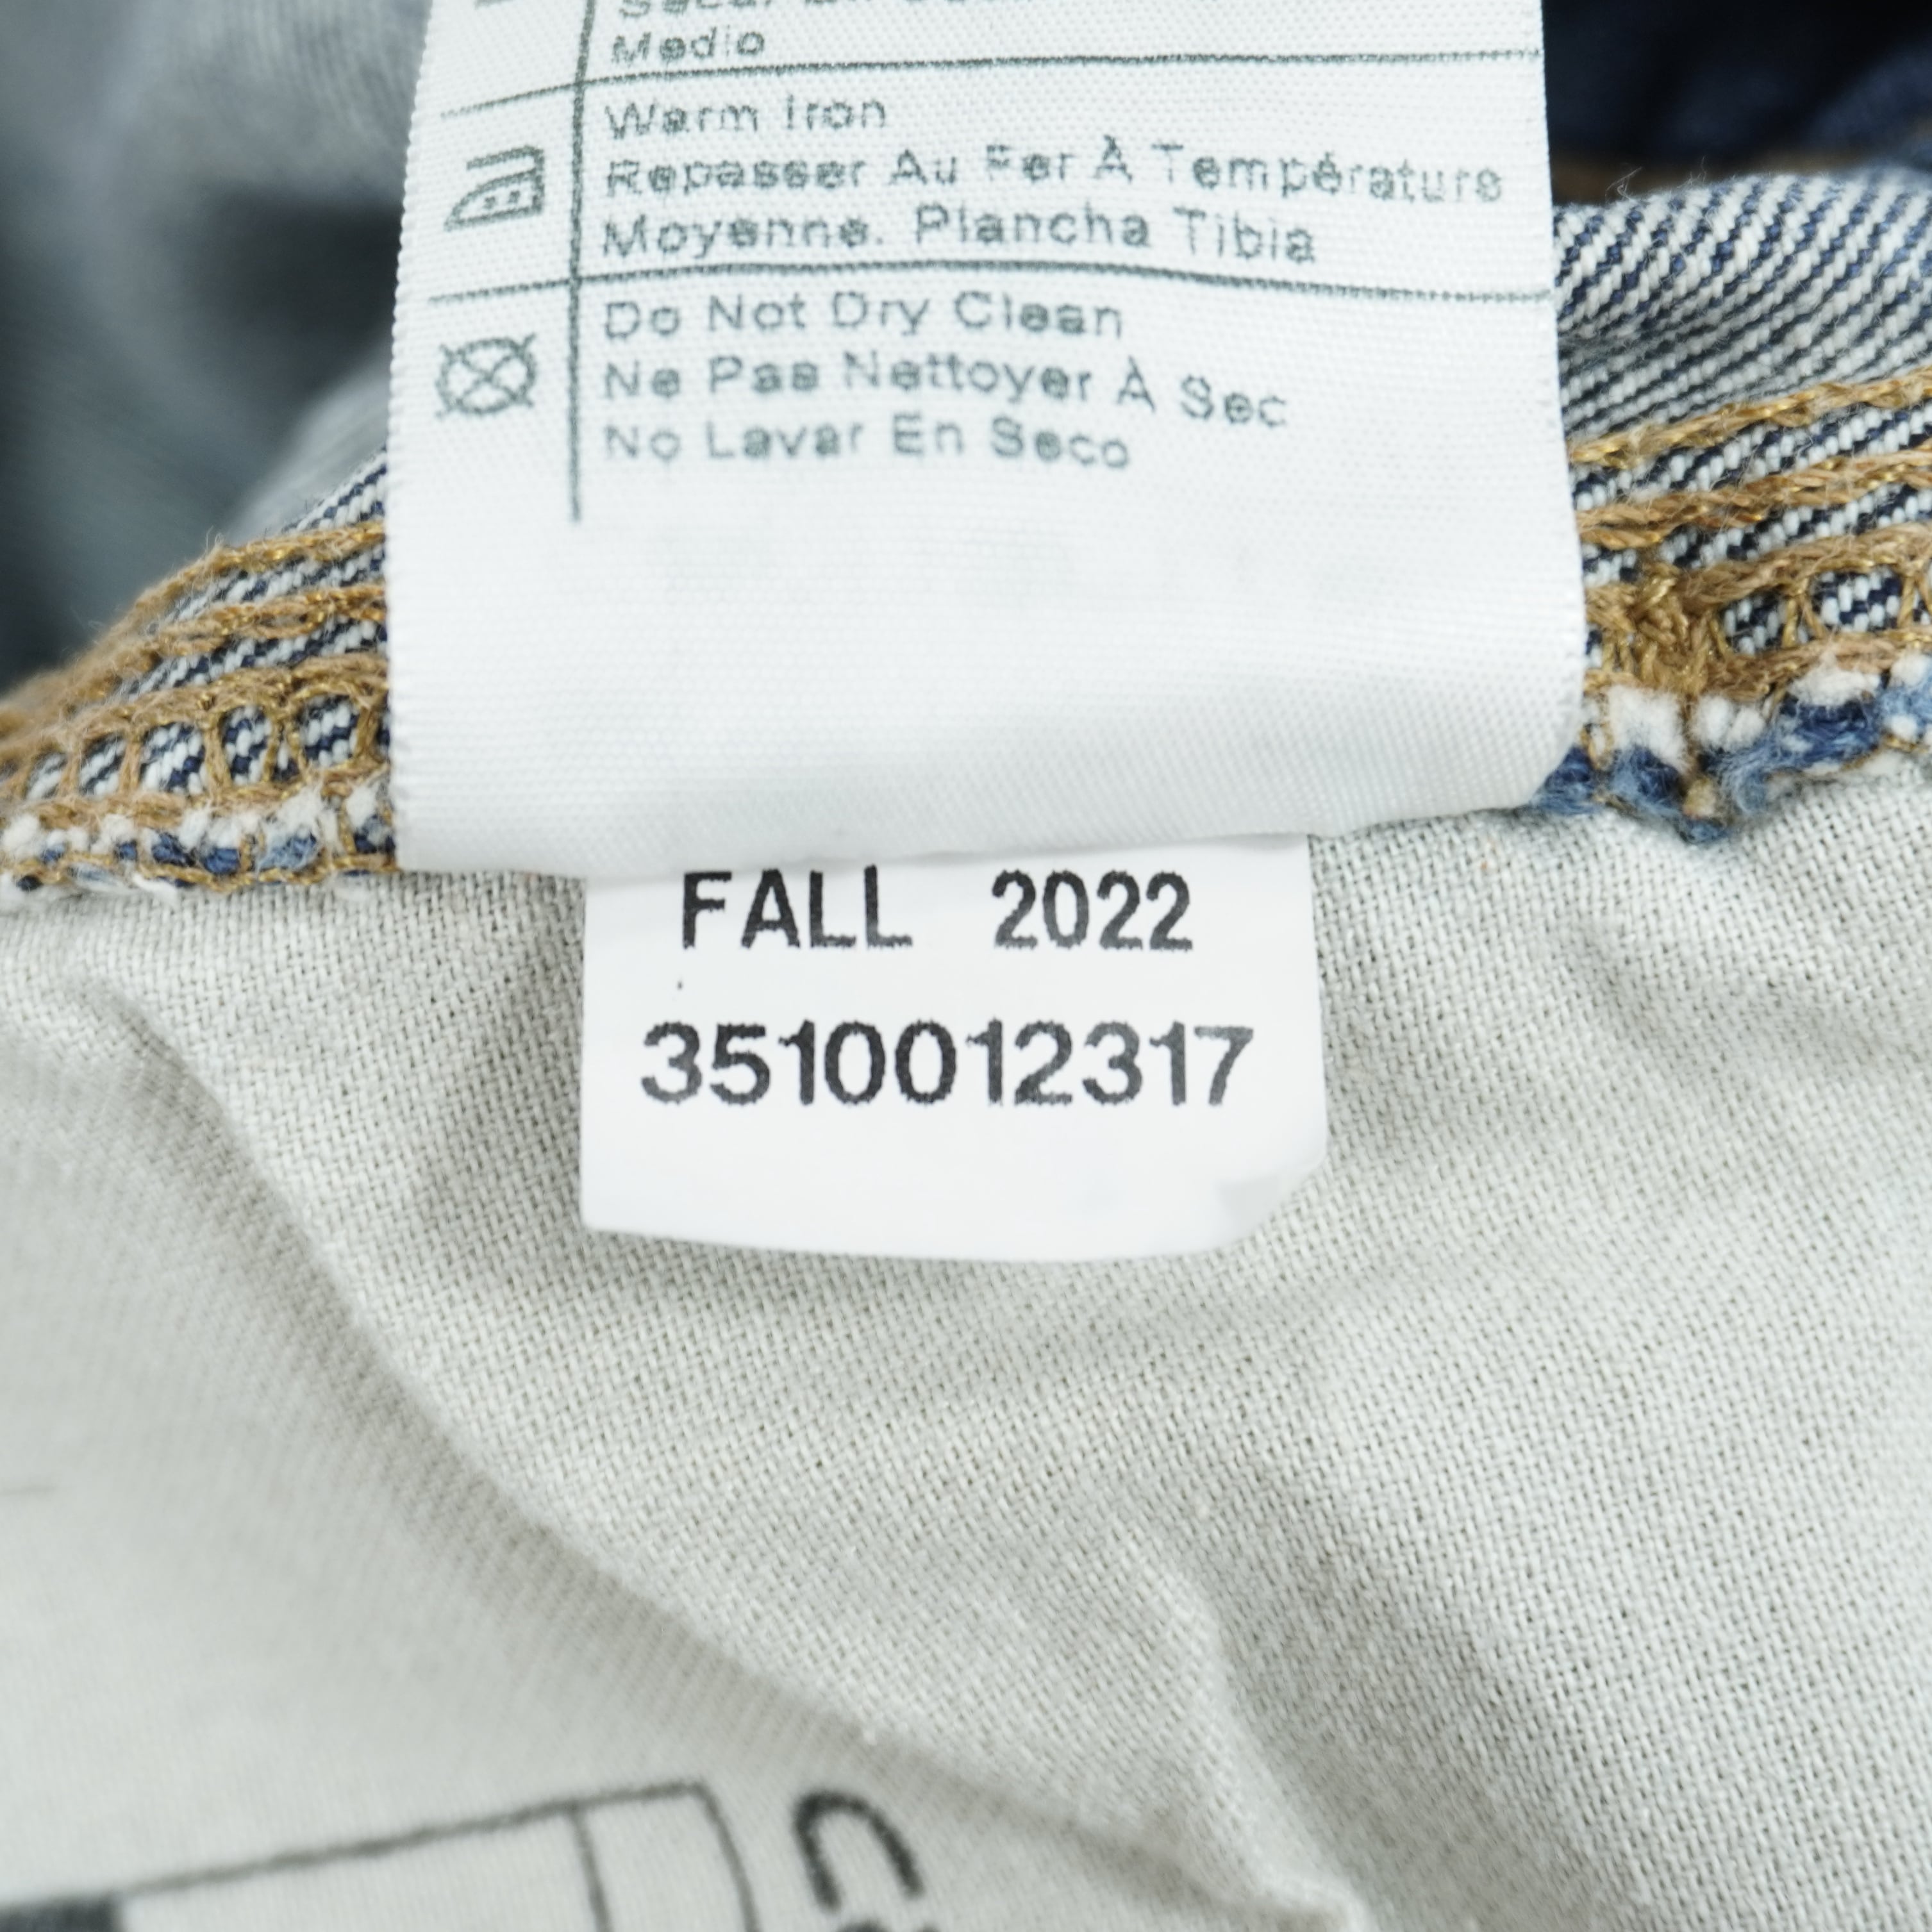 Medio
Warm Iron
Repasser Au Fer À Température
Moyenne. Plancha Tibia
Do Not Dry Clean
Ne Pas Nettoyer À Sec
No Lavar En Seco
FALL 2022
3510012317